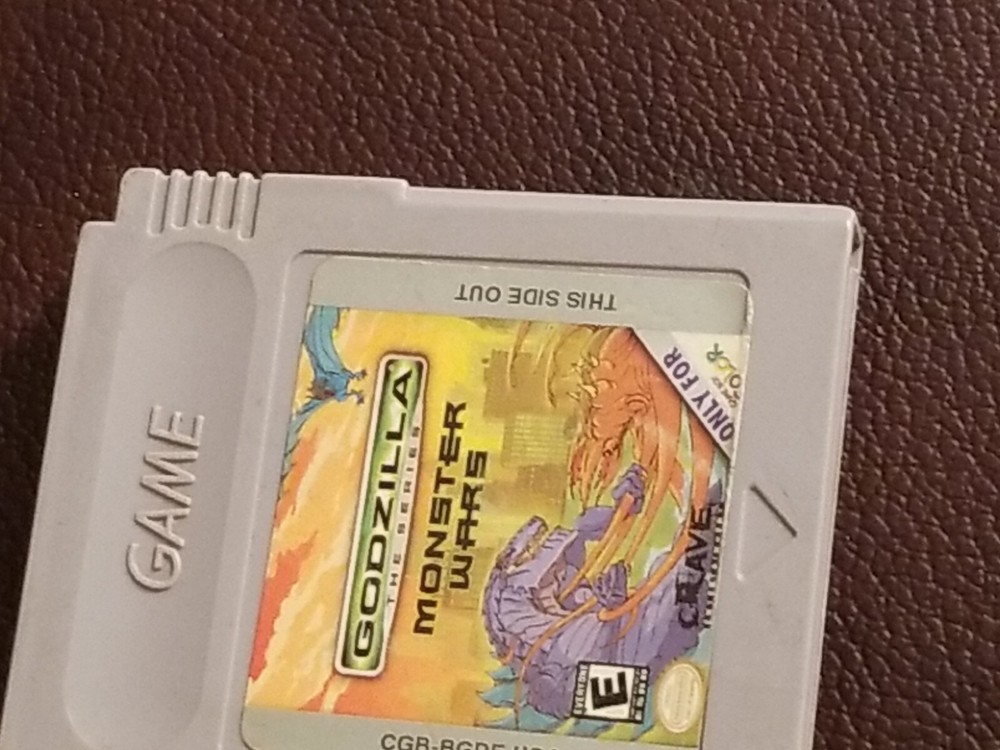 GAME
THIS SIDE OUT
GODZILLA
THE SERIES
MONSTER
WARS
ONLY FOR
CRAVE
EVERYONE
E